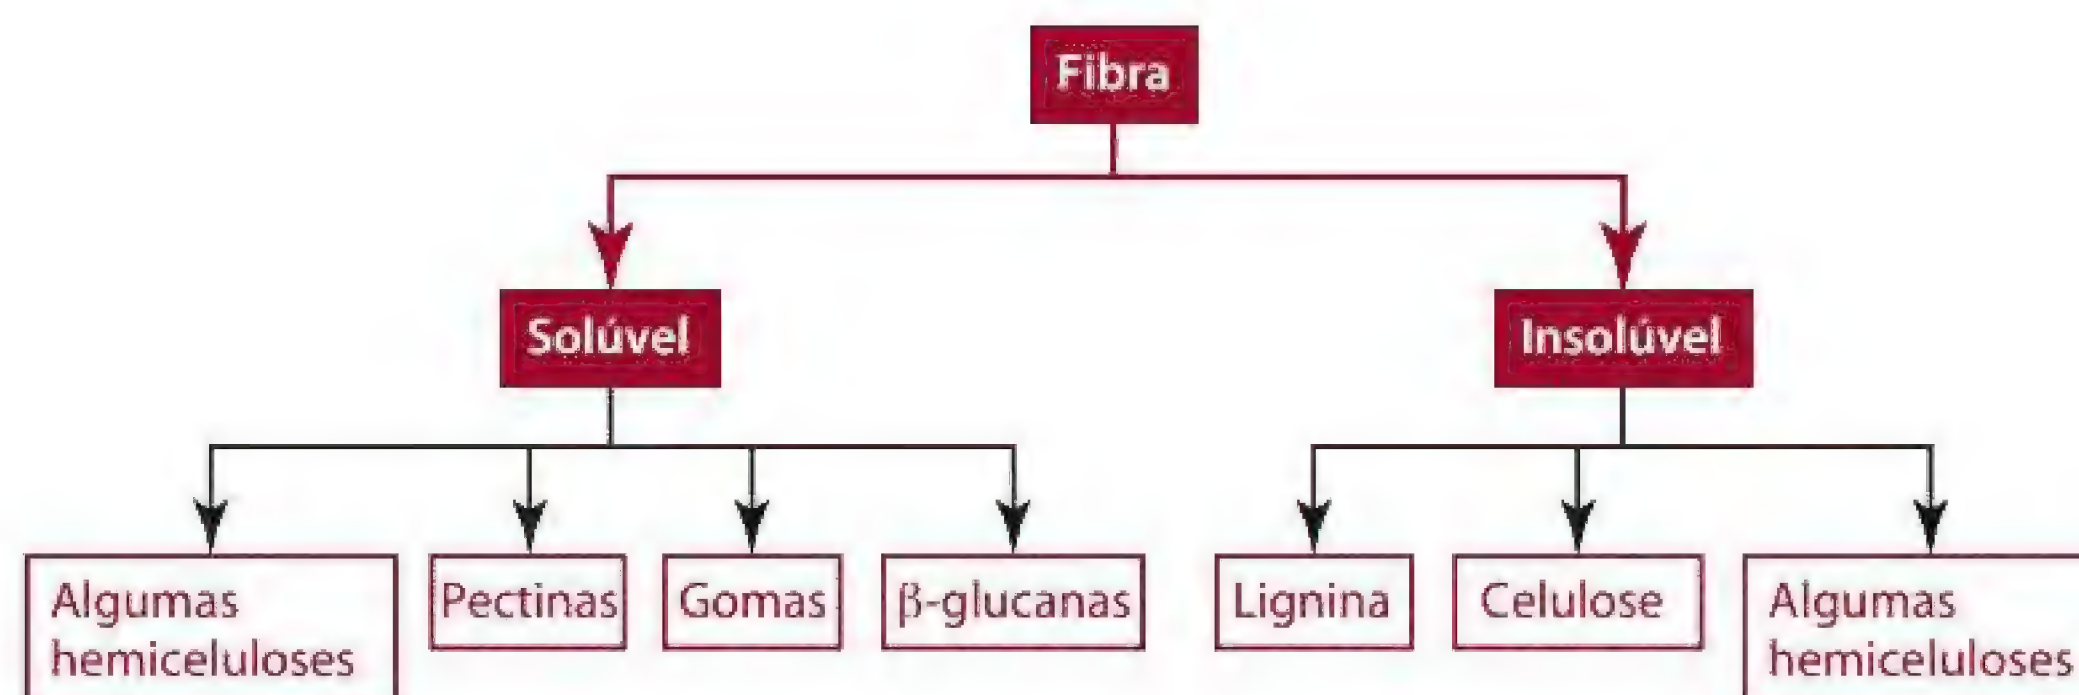 Fibra
Solúvel
Insolúvel
Algumas
hemiceluloses
Pectinas
Gomas
β-glucanas
Lignina
Celulose
Algumas
hemiceluloses